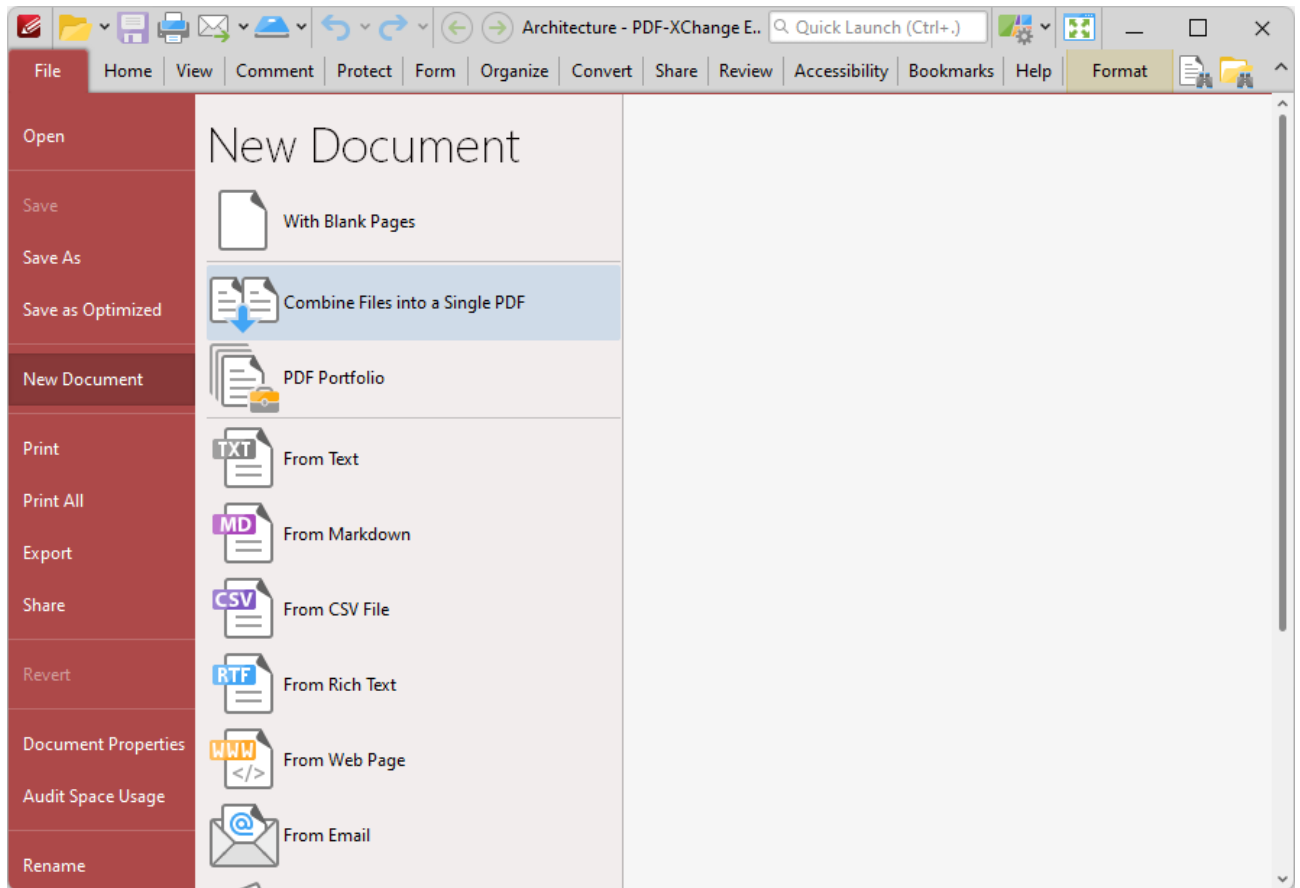 Architecture - PDF-XChange E..
Quick Launch (Ctrl+.)
File
Home
View
Comment
Protect
Form
Organize
Convert
Share
Review
Accessibility
Bookmarks
Help
Format
Open
Save
Save As
Save as Optimized
New Document
Print
Print All
Export
Share
Revert
Document Properties
Audit Space Usage
Rename
New Document
With Blank Pages
Combine Files into a Single PDF
PDF Portfolio
TXT
From Text
MD
From Markdown
CSV
From CSV File
RTF
From Rich Text
WWW
</>
From Web Page
@
From Email